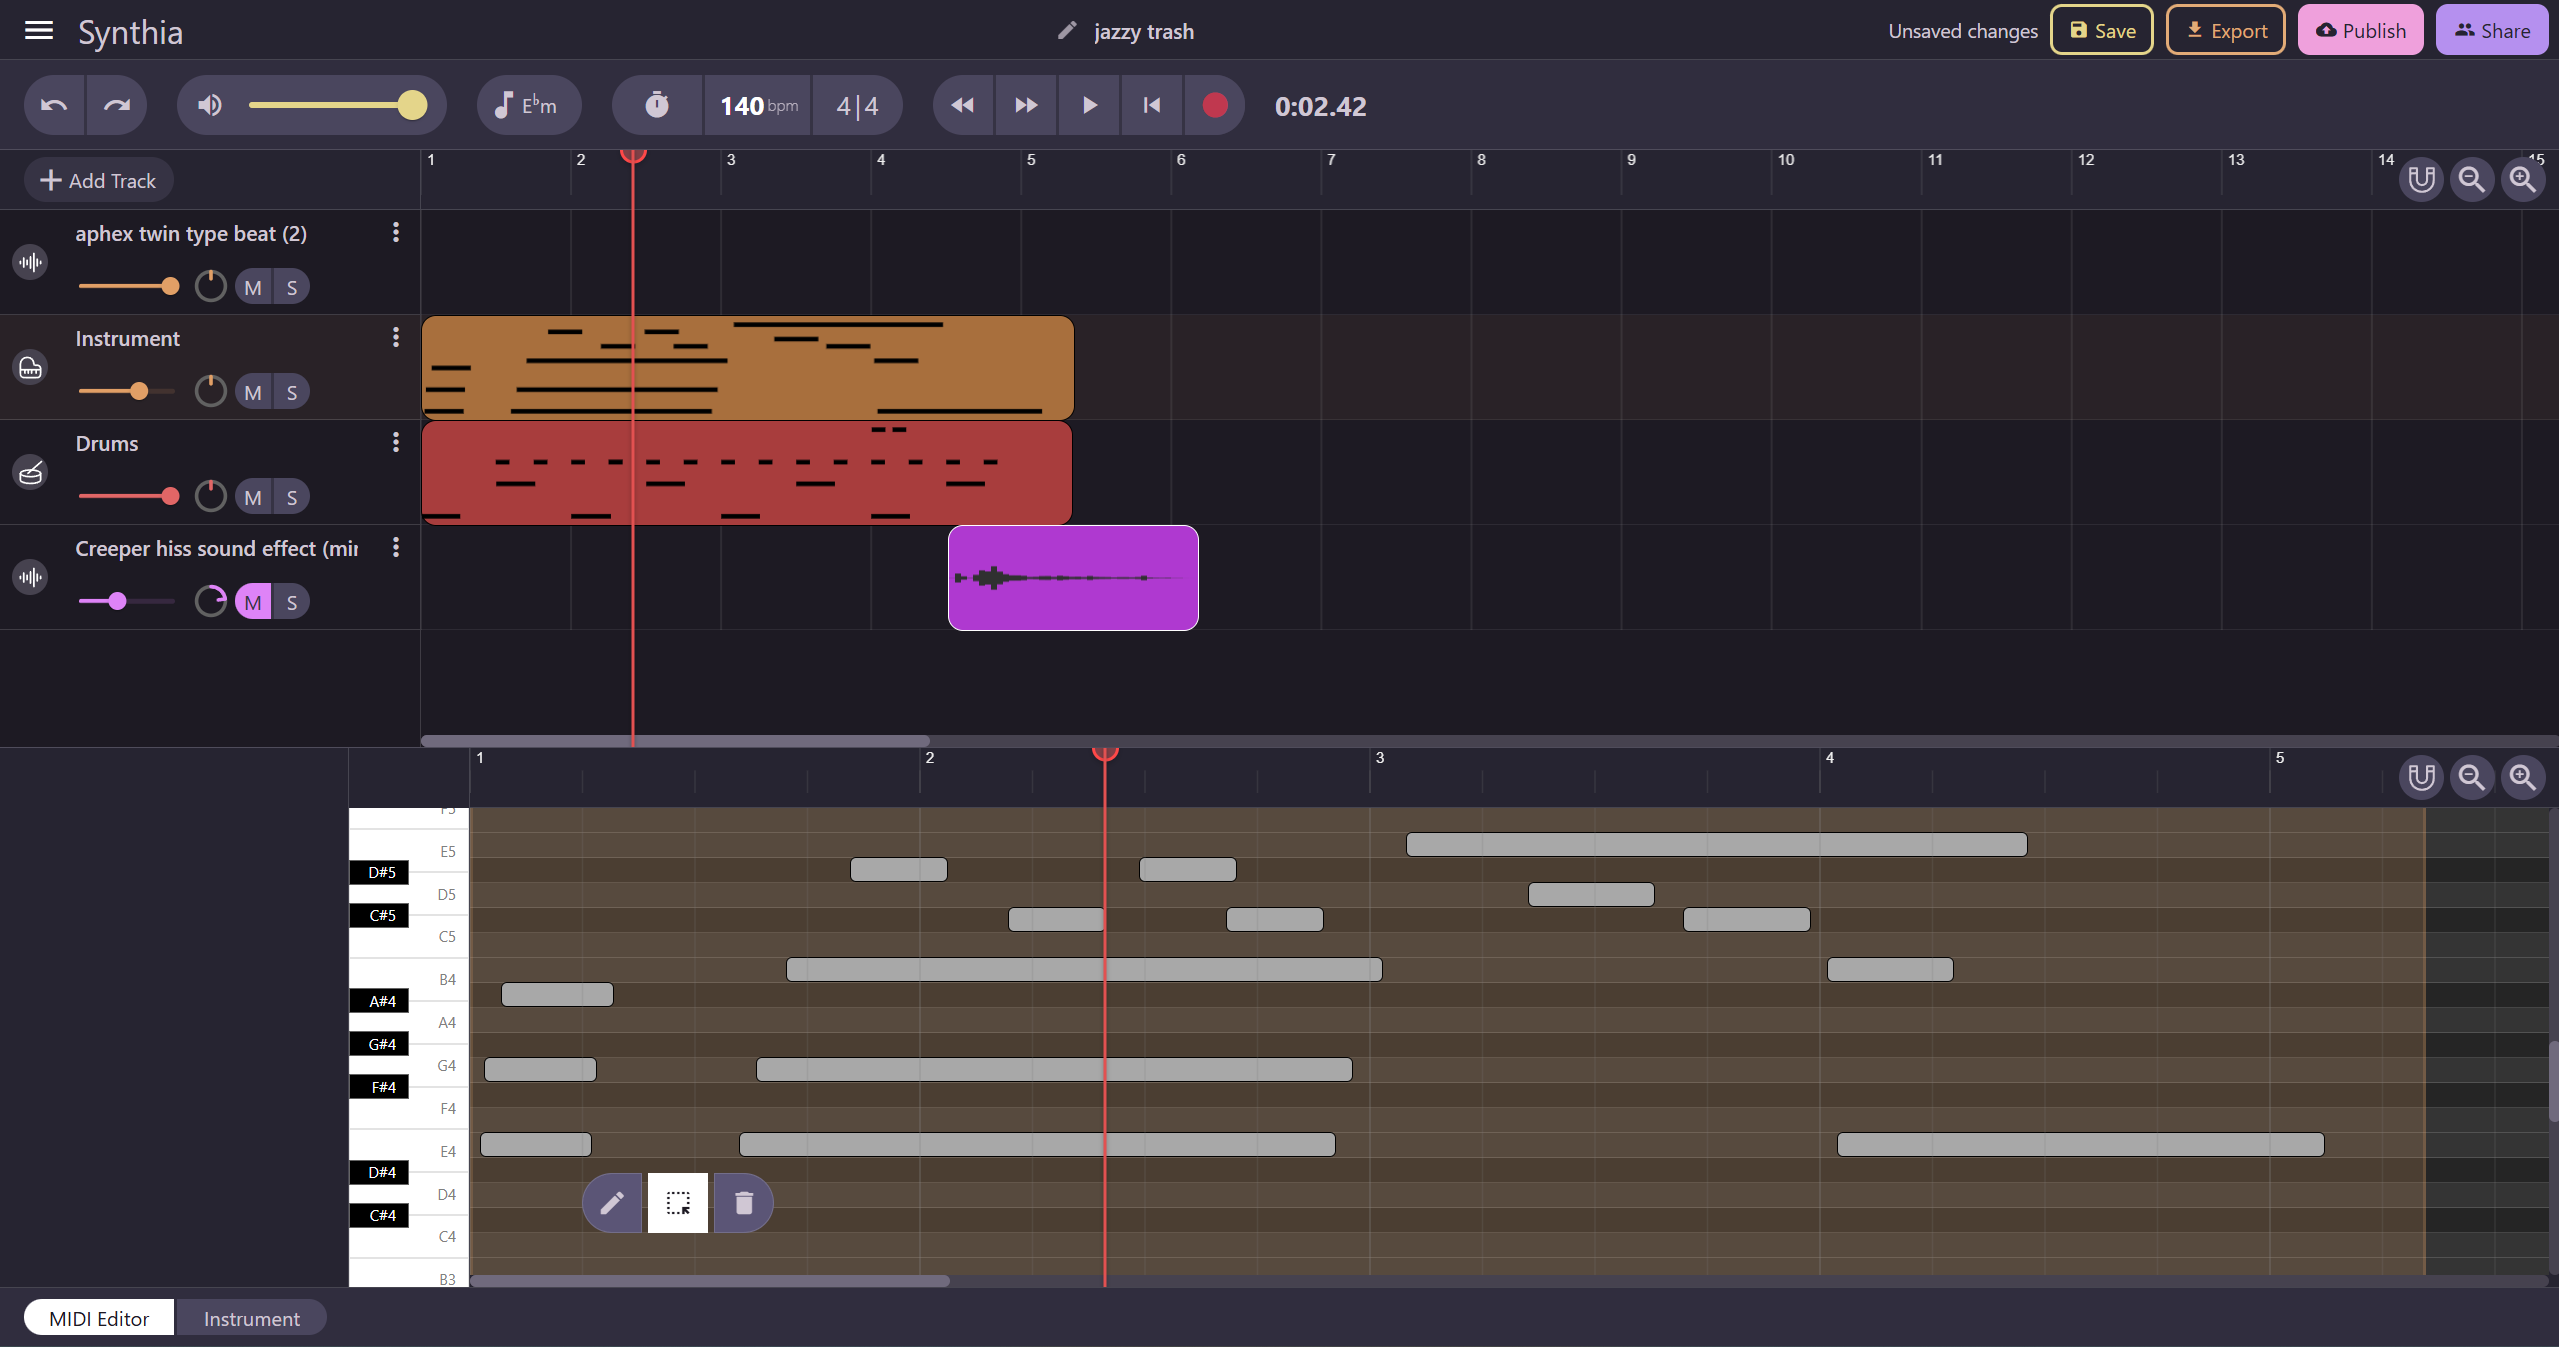 Synthia
jazzy trash
Unsaved changes
Save
Export
Publish
Share
E♭m
140 bpm
4|4
0:02.42
Add Track
1 2 3 4 5 6 7 8 9 10 11 12 13 14 15
aphex twin type beat (2)
M S
Instrument
M S
Drums
M S
Creeper hiss sound effect (mir
M S
1 2 3 4 5
F5
E5
D#5
D5
C#5
C5
B4
A#4
A4
G#4
G4
F#4
F4
E4
D#4
D4
C#4
C4
B3
MIDI Editor
Instrument